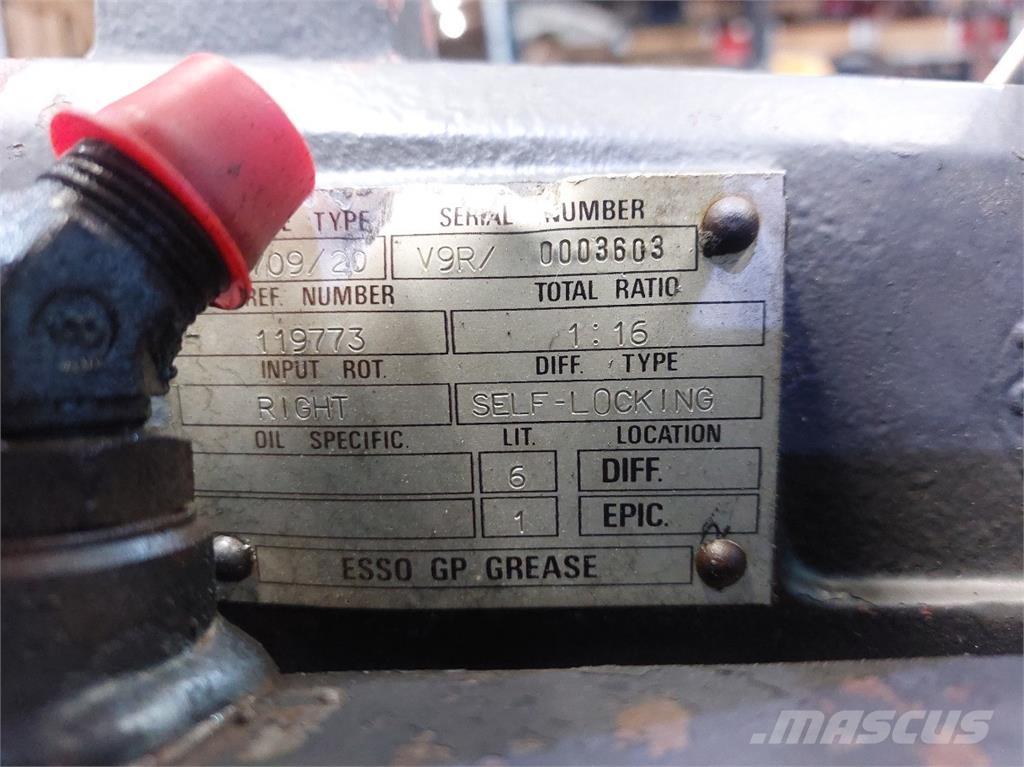 E TYPE SERIAL NUMBER
/09/20 V9R/ 0003603
REF. NUMBER TOTAL RATIO
119773 1:16
INPUT ROT. DIFF. TYPE
RIGHT SELF-LOCKING
OIL SPECIFIC. LIT. LOCATION
6 DIFF.
1 EPIC.
ESSO GP GREASE
MASCUS